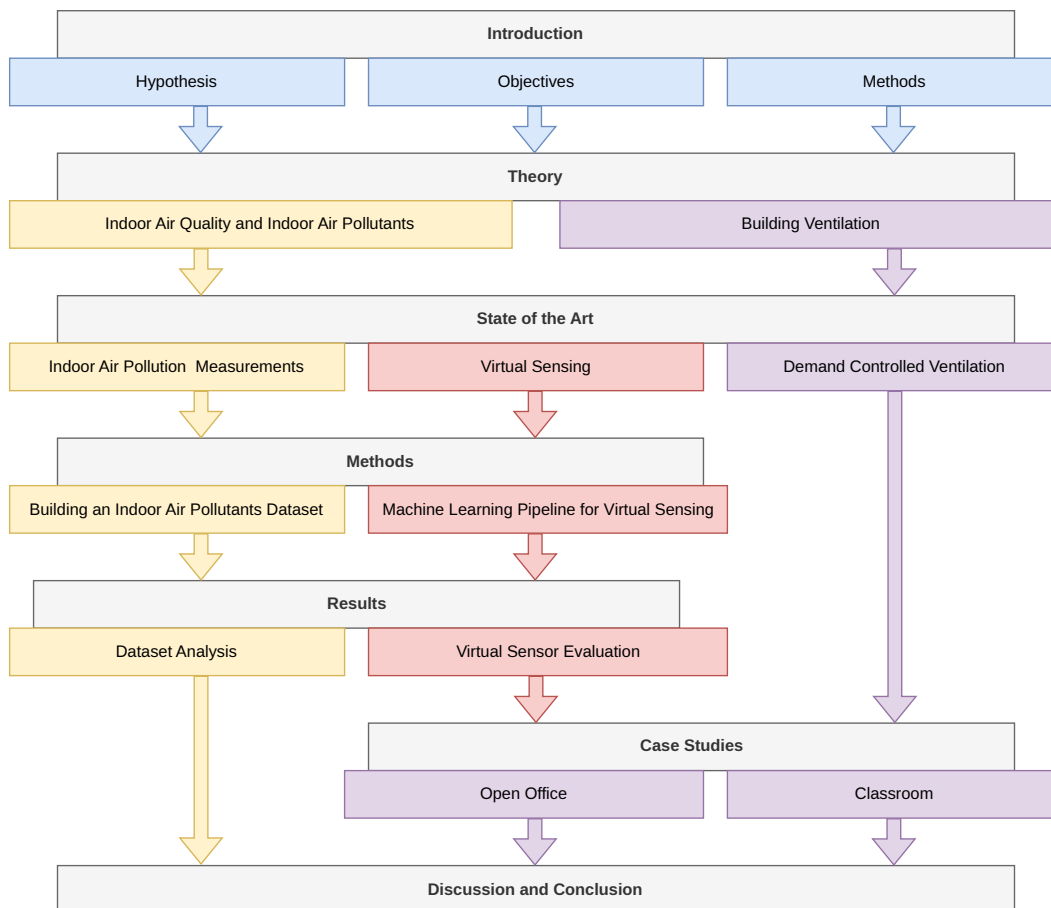 Introduction
Hypothesis
Objectives
Methods
Theory
Indoor Air Quality and Indoor Air Pollutants
Building Ventilation
State of the Art
Indoor Air Pollution  Measurements
Virtual Sensing
Demand Controlled Ventilation
Methods
Building an Indoor Air Pollutants Dataset
Machine Learning Pipeline for Virtual Sensing
Results
Dataset Analysis
Virtual Sensor Evaluation
Case Studies
Open Office
Classroom
Discussion and Conclusion